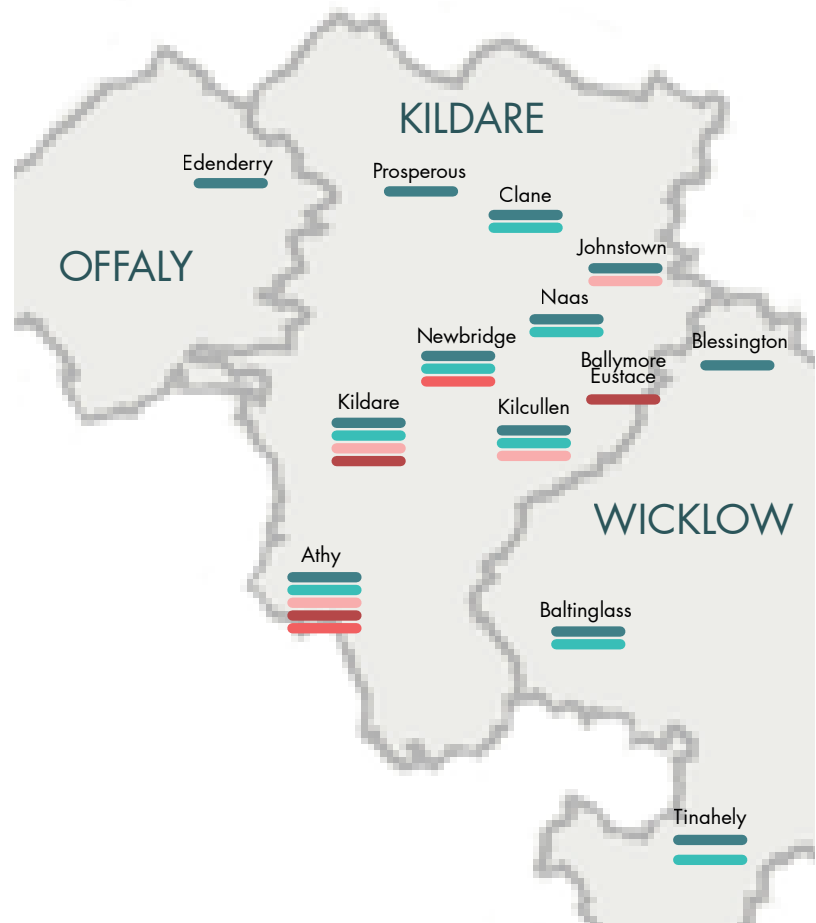 KILDARE
Edenderry
Prosperous
Clane
OFFALY
Johnstown
Naas
Newbridge
Blessington
Ballymore
Eustace
Kildare
Kilcullen
WICKLOW
Athy
Baltinglass
Tinahely